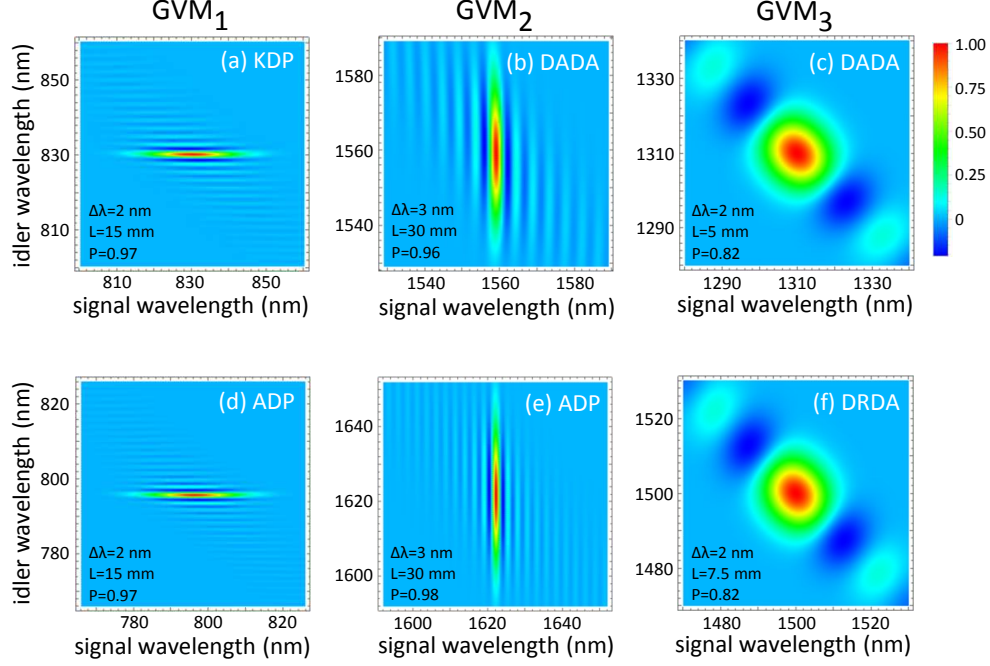 GVM1 GVM2 GVM3
(a) KDP
850
830
810
idler wavelength (nm)
Δλ=2 nm
L=15 mm
P=0.97
810 830 850
signal wavelength (nm)
(b) DADA
1580
1560
1540
Δλ=3 nm
L=30 mm
P=0.96
1540 1560 1580
signal wavelength (nm)
(c) DADA
1330
1310
1290
Δλ=2 nm
L=5 mm
P=0.82
1290 1310 1330
signal wavelength (nm)
1.00
0.75
0.50
0.25
0
(d) ADP
820
800
780
idler wavelength (nm)
Δλ=2 nm
L=15 mm
P=0.97
780 800 820
signal wavelength (nm)
(e) ADP
1640
1620
1600
Δλ=3 nm
L=30 mm
P=0.98
1600 1620 1640
signal wavelength (nm)
(f) DRDA
1520
1500
1480
Δλ=2 nm
L=7.5 mm
P=0.82
1480 1500 1520
signal wavelength (nm)